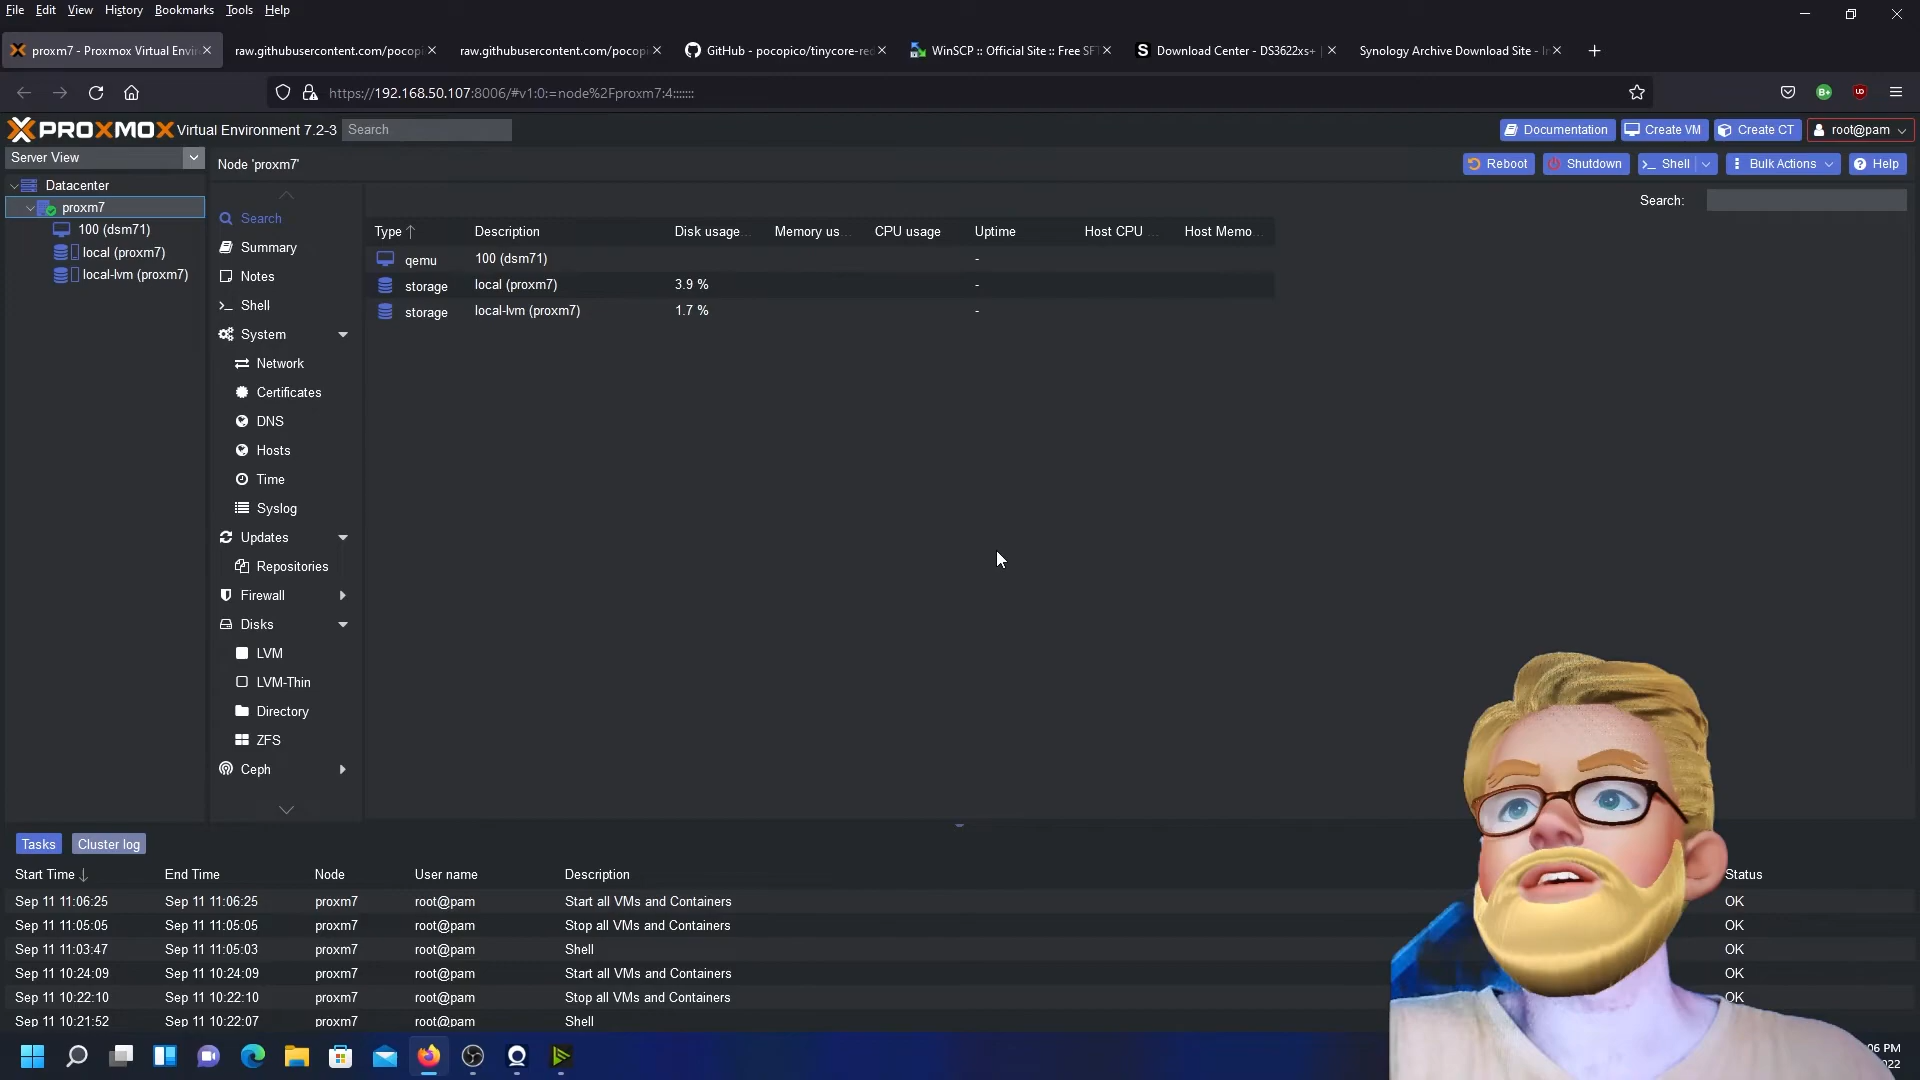 File Edit View History Bookmarks Tools Help
proxm7 - Proxmox Virtual Envi
raw.githubusercontent.com/pocopi
raw.githubusercontent.com/pocopi
GitHub - pocopico/tinycore-red
WinSCP :: Official Site :: Free SFT
Download Center - DS3622xs+ |
Synology Archive Download Site - In
https://192.168.50.107:8006/#v1:0:=node%2Fproxm7:4:::::::
PROXMOX Virtual Environment 7.2-3 Search Documentation Create VM Create CT root@pam
Server View
Node 'proxm7' Reboot Shutdown Shell Bulk Actions Help
Datacenter
proxm7
100 (dsm71)
local (proxm7)
local-lvm (proxm7)
Search
Summary
Notes
Shell
System
Network
Certificates
DNS
Hosts
Time
Syslog
Updates
Repositories
Firewall
Disks
LVM
LVM-Thin
Directory
ZFS
Ceph
Search:
Type Description Disk usage... Memory us... CPU usage Uptime Host CPU ... Host Memo...
qemu 100 (dsm71) -
storage local (proxm7) 3.9 % -
storage local-lvm (proxm7) 1.7 % -
Tasks Cluster log
Start Time End Time Node User name Description Status
Sep 11 11:06:25 Sep 11 11:06:25 proxm7 root@pam Start all VMs and Containers OK
Sep 11 11:05:05 Sep 11 11:05:05 proxm7 root@pam Stop all VMs and Containers OK
Sep 11 11:03:47 Sep 11 11:05:03 proxm7 root@pam Shell OK
Sep 11 10:24:09 Sep 11 10:24:09 proxm7 root@pam Start all VMs and Containers OK
Sep 11 10:22:10 Sep 11 10:22:10 proxm7 root@pam Stop all VMs and Containers OK
Sep 11 10:21:52 Sep 11 10:22:07 proxm7 root@pam Shell
06 PM
022